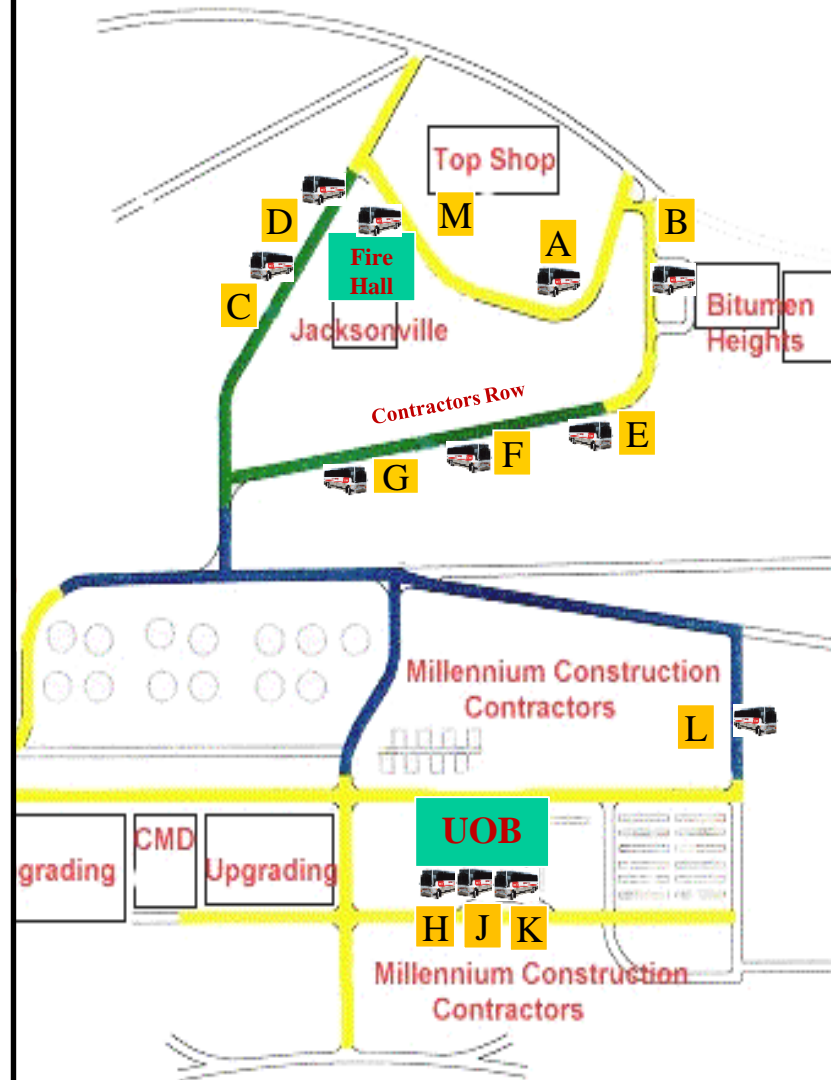 Top Shop
D
M
B
A
Fire
Hall
C
Bitumen
Heights
Jacksonville
Contractors Row
E
F
G
Millennium Construction
Contractors
L
UOB
CMD
grading
Upgrading
H
J
K
Millennium Construction
Contractors